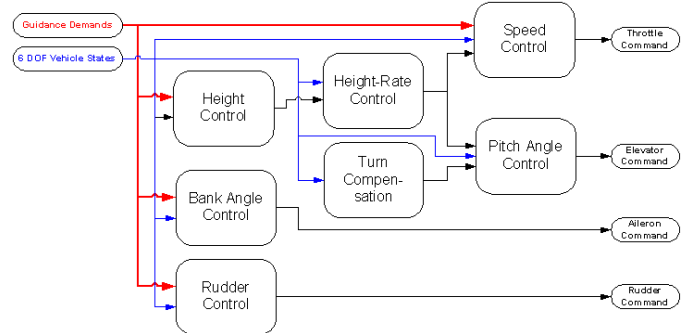 Guidance Demands
6 DOF Vehicle States
Speed
Control
Throttle
Command
Height
Control
Height-Rate
Control
Pitch Angle
Control
Elevator
Command
Turn
Compen-
sation
Bank Angle
Control
Aileron
Command
Rudder
Control
Rudder
Command